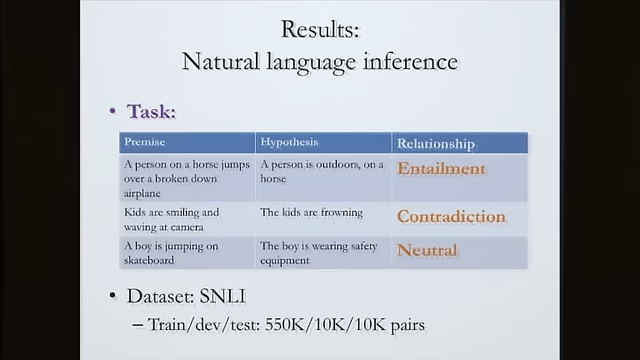 Results:
Natural language inference
• Task:
Premise Hypothesis Relationship
A person on a horse jumps over a broken down airplane
A person is outdoors, on a horse
Entailment
Kids are smiling and waving at camera
The kids are frowning
Contradiction
A boy is jumping on skateboard
The boy is wearing safety equipment
Neutral
• Dataset: SNLI
– Train/dev/test: 550K/10K/10K pairs